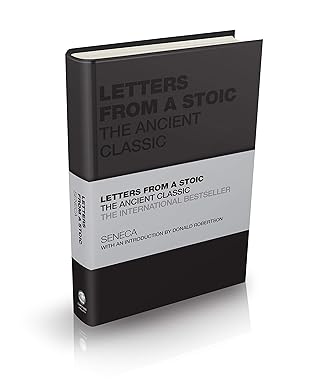 LETTERS
FROM A STOIC
THE ANCIENT
CLASSIC
LETTERS FROM A STOIC
THE ANCIENT CLASSIC
THE INTERNATIONAL BESTSELLER
SENECA
WITH AN INTRODUCTION BY DONALD ROBERTSON
LETTERS
FROM A STOIC
SENECA